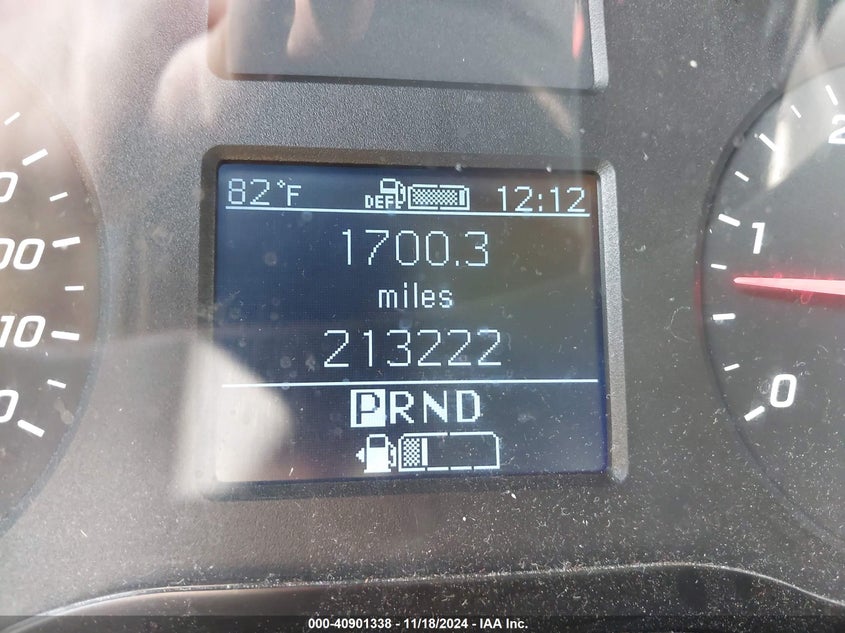 82°F DEF 12:12
1700.3
miles
213222
PRND
2
1
0
000-40901338 - 11/18/2024 - IAA Inc.